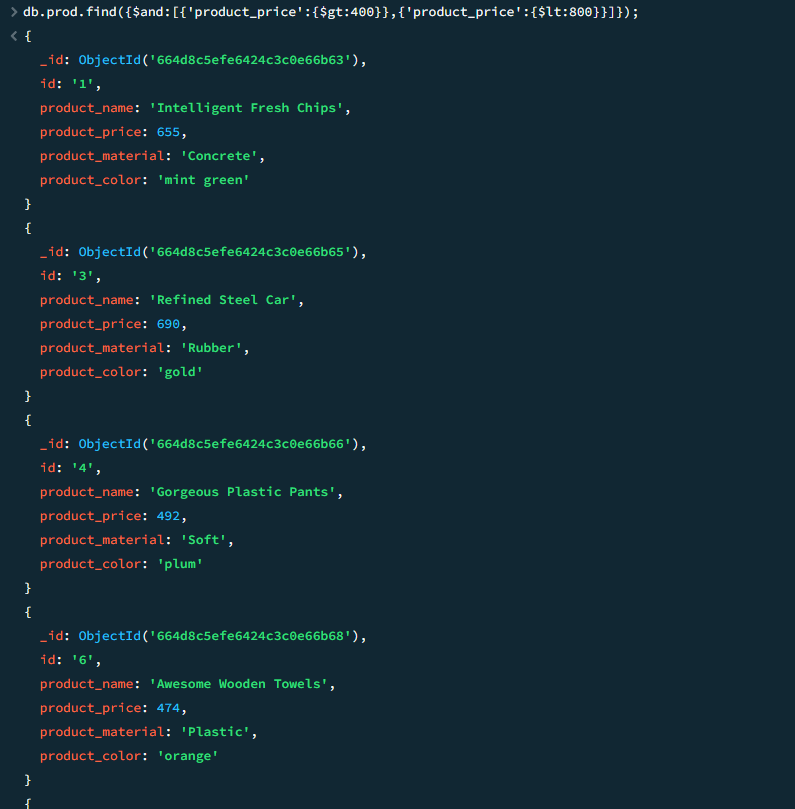 > db.prod.find({$and:[{'product_price':{$gt:400}},{'product_price':{$lt:800}}]});
< {
_id: ObjectId('664d8c5efe6424c3c0e66b63'),
id: '1',
product_name: 'Intelligent Fresh Chips',
product_price: 655,
product_material: 'Concrete',
product_color: 'mint green'
}
{
_id: ObjectId('664d8c5efe6424c3c0e66b65'),
id: '3',
product_name: 'Refined Steel Car',
product_price: 690,
product_material: 'Rubber',
product_color: 'gold'
}
{
_id: ObjectId('664d8c5efe6424c3c0e66b66'),
id: '4',
product_name: 'Gorgeous Plastic Pants',
product_price: 492,
product_material: 'Soft',
product_color: 'plum'
}
{
_id: ObjectId('664d8c5efe6424c3c0e66b68'),
id: '6',
product_name: 'Awesome Wooden Towels',
product_price: 474,
product_material: 'Plastic',
product_color: 'orange'
}
{